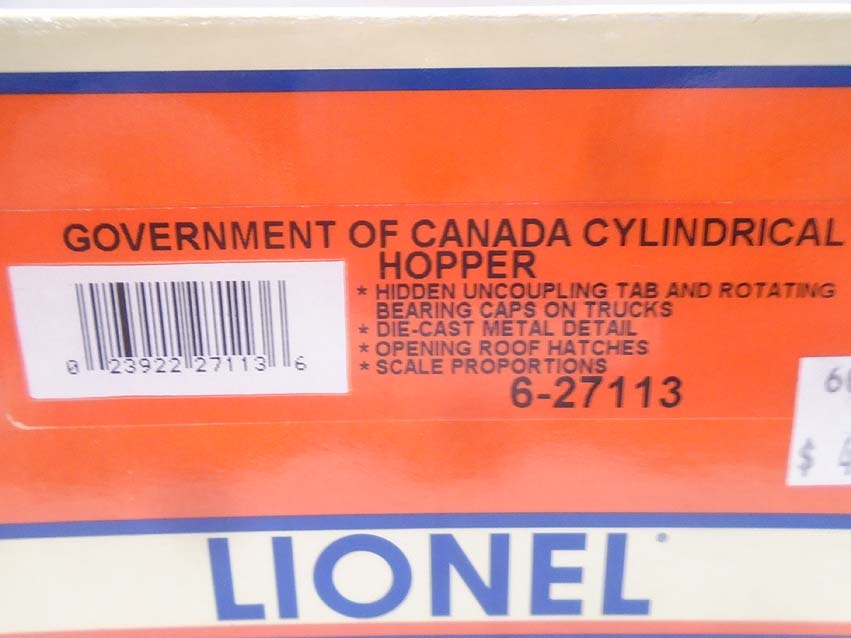 GOVERNMENT OF CANADA CYLINDRICAL
HOPPER
* HIDDEN UNCOUPLING TAB AND ROTATING
BEARING CAPS ON TRUCKS
* DIE-CAST METAL DETAIL
* OPENING ROOF HATCHES
* SCALE PROPORTIONS
6-27113
0 23922 27113 6
$
LIONEL